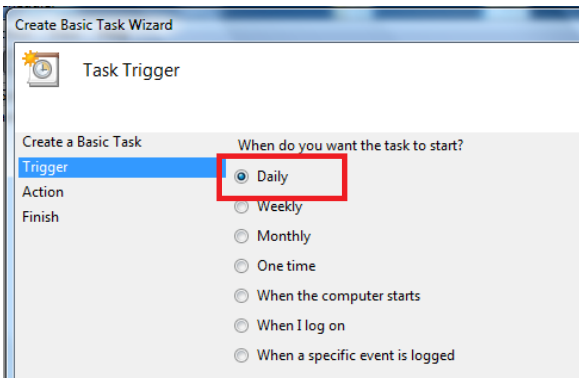 Create Basic Task Wizard
Task Trigger
Create a Basic Task
Trigger
Action
Finish
When do you want the task to start?
Daily
Weekly
Monthly
One time
When the computer starts
When I log on
When a specific event is logged